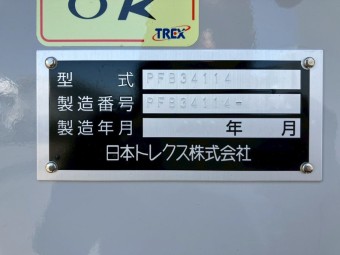 OK
TREX
型式 PFB34114
製造番号 PFB34114-
製造年月 年 月
日本トレクス株式会社